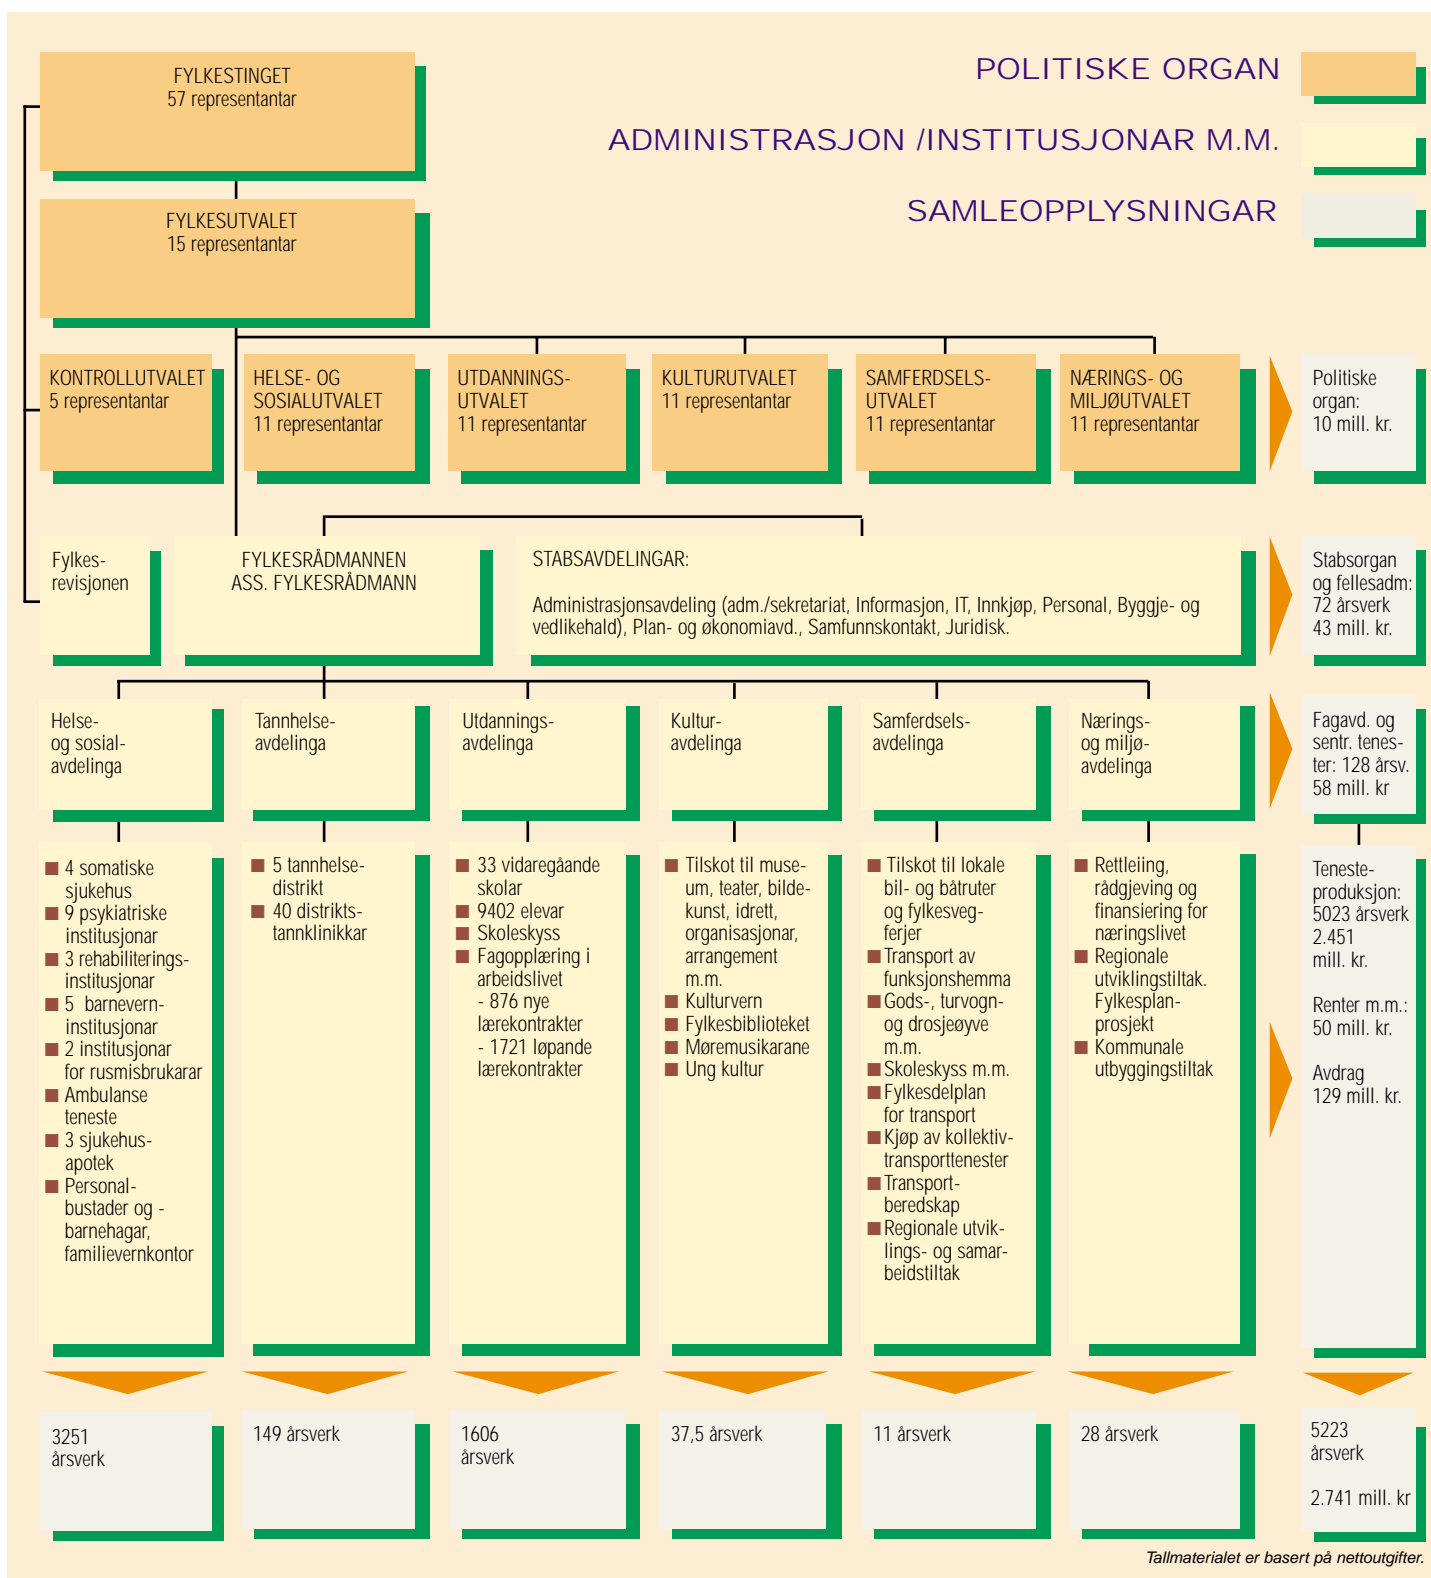 FYLKESTINGET
57 representantar
POLITISKE ORGAN
ADMINISTRASJON /INSTITUSJONAR M.M.
SAMLEOPPLYSNINGAR
FYLKESUTVALET
15 representantar
KONTROLLUTVALET
5 representantar
HELSE- OG
SOSIALUTVALET
11 representantar
UTDANNINGS-
UTVALET
11 representantar
KULTURUTVALET
11 representantar
SAMFERDSELS-
UTVALET
11 representantar
NÆRINGS- OG
MILJØUTVALET
11 representantar
Politiske
organ:
10 mill. kr.
Fylkes-
revisjonen
FYLKESRÅDMANNEN
ASS. FYLKESRÅDMANN
STABSAVDELINGAR:
Administrasjonsavdeling (adm./sekretariat, Informasjon, IT, Innkjøp, Personal, Byggje- og
vedlikehald), Plan- og økonomiavd., Samfunnskontakt, Juridisk.
Stabsorgan
og fellesadm:
72 årsverk
43 mill. kr.
Helse-
og sosial-
avdelinga
Tannhelse-
avdelinga
Utdannings-
avdelinga
Kultur-
avdelinga
Samferdsels-
avdelinga
Nærings-
og miljø-
avdelinga
Fagavd. og
sentr. tenes-
ter: 128 årsv.
58 mill. kr
4 somatiske
sjukehus
9 psykiatriske
institusjonar
3 rehabiliterings-
institusjonar
5 barnevern-
institusjonar
2 institusjonar
for rusmisbrukarar
Ambulanse
teneste
3 sjukehus-
apotek
Personal-
bustader og -
barnehagar,
familievernkontor
5 tannhelse-
distrikt
40 distrikts-
tannklinikkar
33 vidaregåande
skolar
9402 elevar
Skoleskyss
Fagopplæring i
arbeidslivet
- 876 nye
lærekontrakter
- 1721 løpande
lærekontrakter
Tilskot til muse-
um, teater, bilde-
kunst, idrett,
organisasjonar,
arrangement
m.m.
Kulturvern
Fylkesbiblioteket
Møremusikarane
Ung kultur
Tilskot til lokale
bil- og båtruter
og fylkesveg-
ferjer
Transport av
funksjonshemma
Gods-, turvogn-
og drosjeøyve
m.m.
Skoleskyss m.m.
Fylkesdelplan
for transport
Kjøp av kollektiv-
transporttenester
Transport-
beredskap
Regionale utvik-
lings- og samar-
beidstiltak
Rettleiing,
rådgjeving og
finansiering for
næringslivet
Regionale
utviklingstiltak.
Fylkesplan-
prosjekt
Kommunale
utbyggingstiltak
Teneste-
produksjon:
5023 årsverk
2.451
mill. kr.
Renter m.m.:
50 mill. kr.
Avdrag
129 mill. kr.
3251
årsverk
149 årsverk
1606
årsverk
37,5 årsverk
11 årsverk
28 årsverk
5223
årsverk
2.741 mill. kr
Tallmaterialet er basert på nettoutgifter.